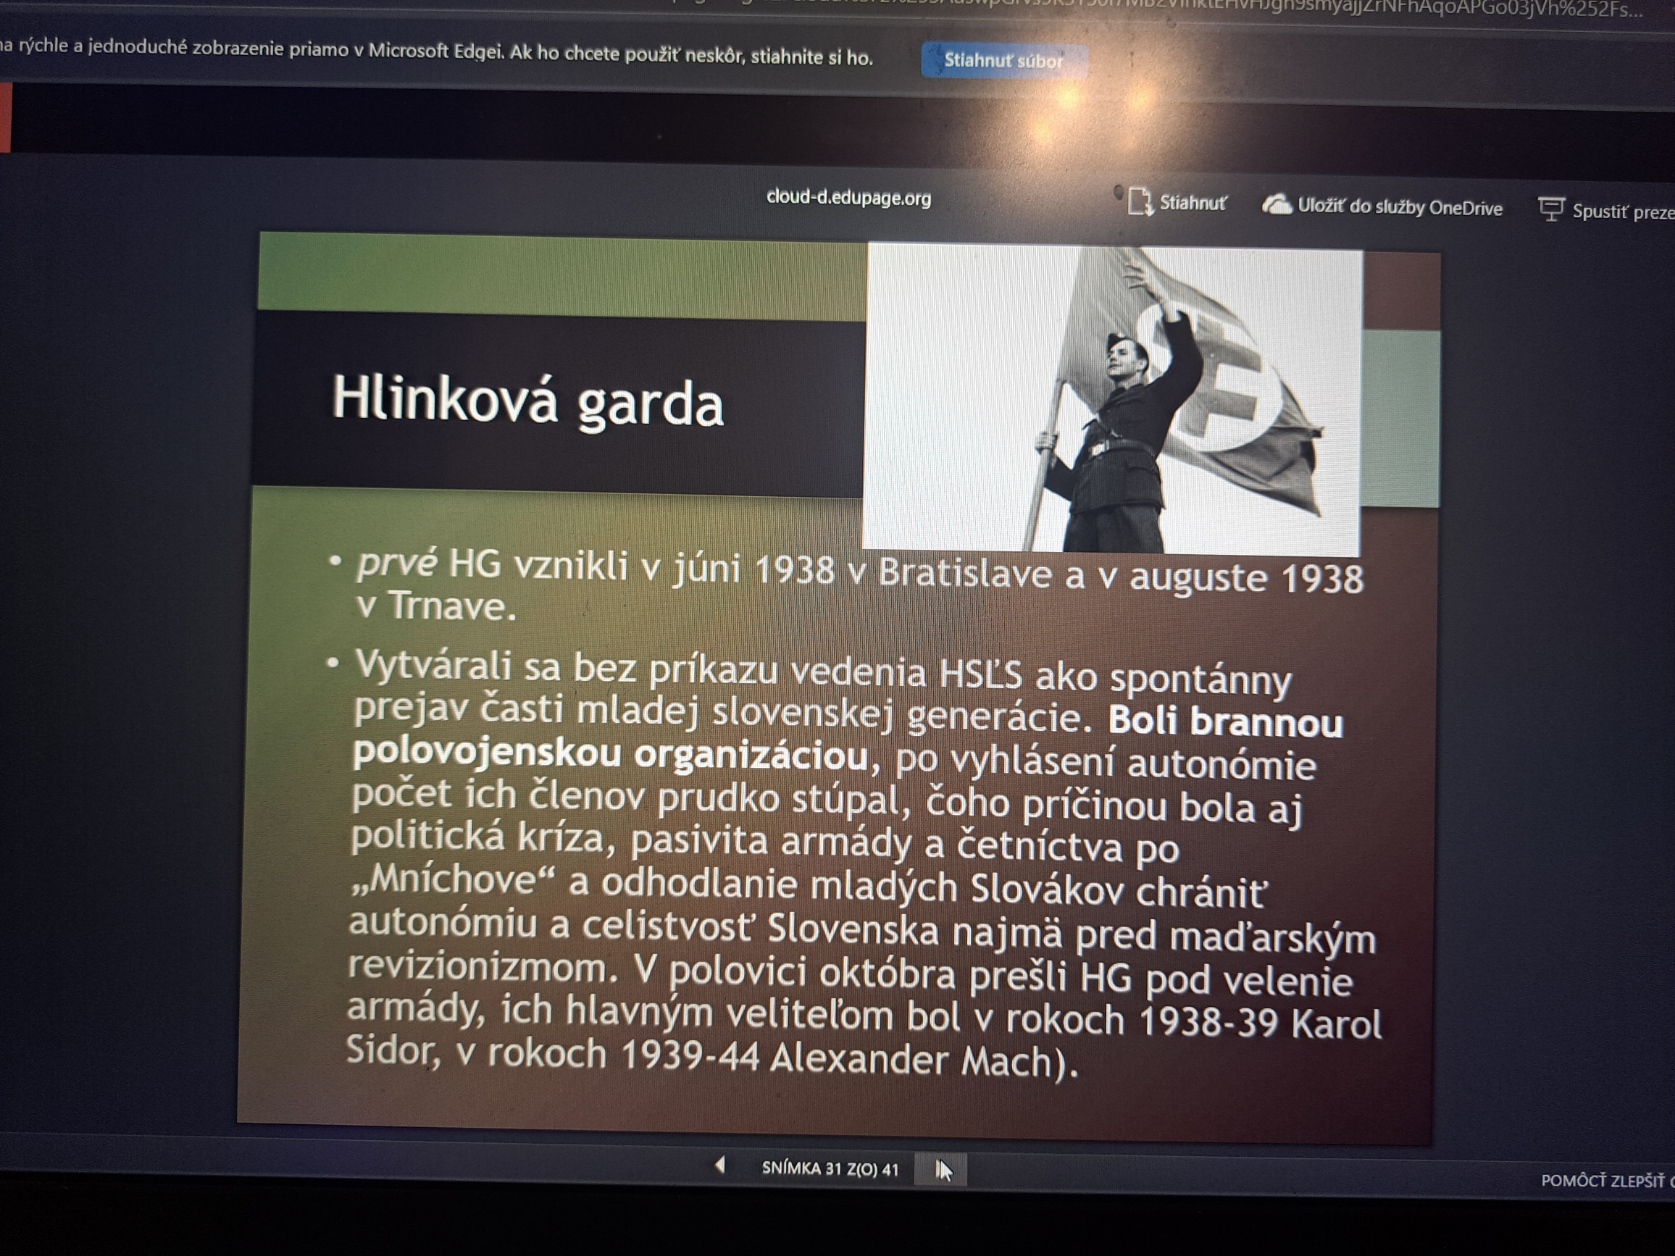 na rýchle a jednoduché zobrazenie priamo v Microsoft Edgei. Ak ho chcete použiť neskôr, stiahnite si ho.
Stiahnuť súbor
cloud-d.edupage.org
Stiahnuť
Uložiť do služby OneDrive
Spustiť preze
Hlinková garda
• prvé HG vznikli v júni 1938 v Bratislave a v auguste 1938
v Trnave.
• Vytvárali sa bez príkazu vedenia HSĽS ako spontánny
prejav časti mladej slovenskej generácie. Boli brannou
polovojenskou organizáciou, po vyhlásení autonómie
počet ich členov prudko stúpal, čoho príčinou bola aj
politická kríza, pasivita armády a četníctva po
„Mníchove“ a odhodlanie mladých Slovákov chrániť
autonómiu a celistvosť Slovenska najmä pred maďarským
revizionizmom. V polovici októbra prešli HG pod velenie
armády, ich hlavným veliteľom bol v rokoch 1938-39 Karol
Sidor, v rokoch 1939-44 Alexander Mach).
SNÍMKA 31 Z(O) 41
POMÔCŤ ZLEPŠIŤ